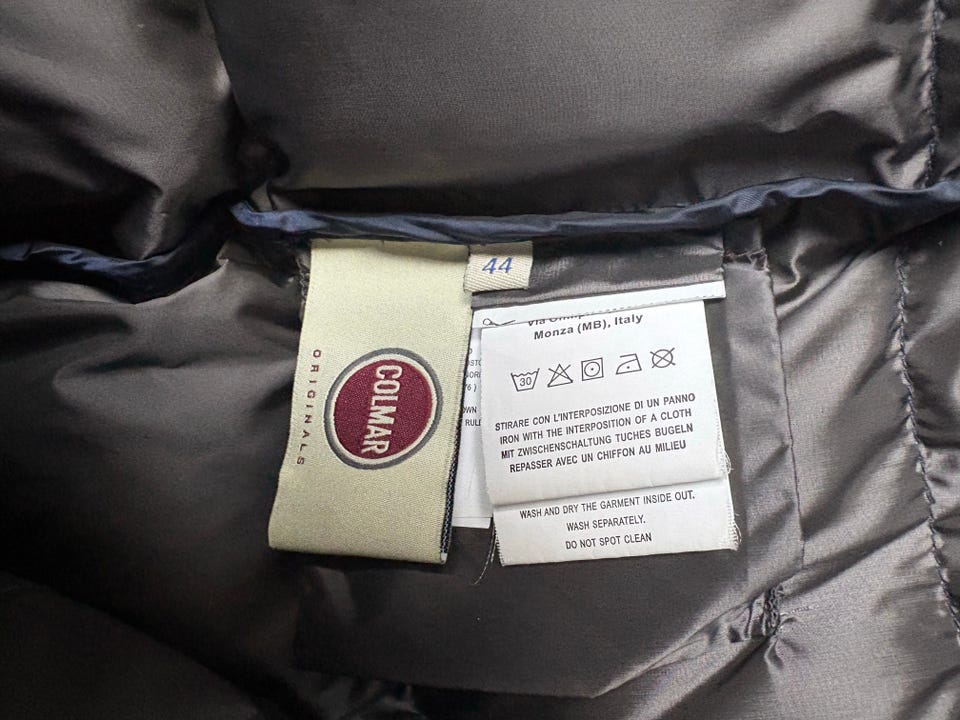 44
ORIGINALS
COLMAR
Via
Monza (MB), Italy
30
STIRARE CON L'INTERPOSIZIONE DI UN PANNO
IRON WITH THE INTERPOSITION OF A CLOTH
MIT ZWISCHENSCHALTUNG TUCHES BUGELN
REPASSER AVEC UN CHIFFON AU MILIEU
WASH AND DRY THE GARMENT INSIDE OUT.
WASH SEPARATELY.
DO NOT SPOT CLEAN